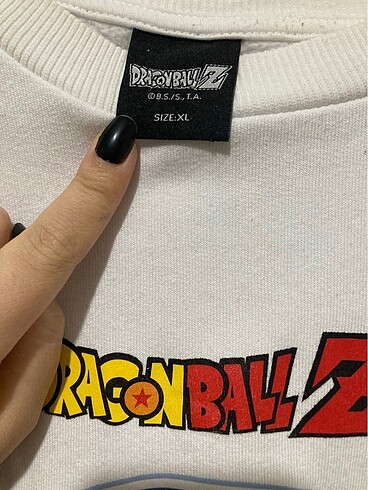 DRAGONBALL Z
©B.S./S., T.A.
SIZE:XL
DRAGONBALL Z